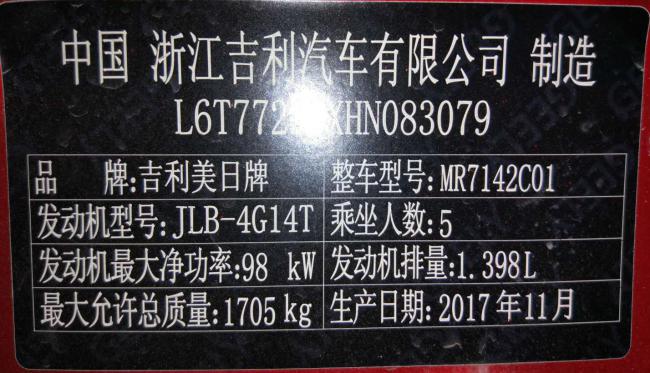 中国 浙江吉利汽车有限公司 制造
L6T772 XHN083079
品 牌:吉利美日牌 整车型号:MR7142C01
发动机型号:JLB-4G14T 乘坐人数:5
发动机最大净功率:98 kW 发动机排量:1.398L
最大允许总质量:1705 kg 生产日期:2017年11月